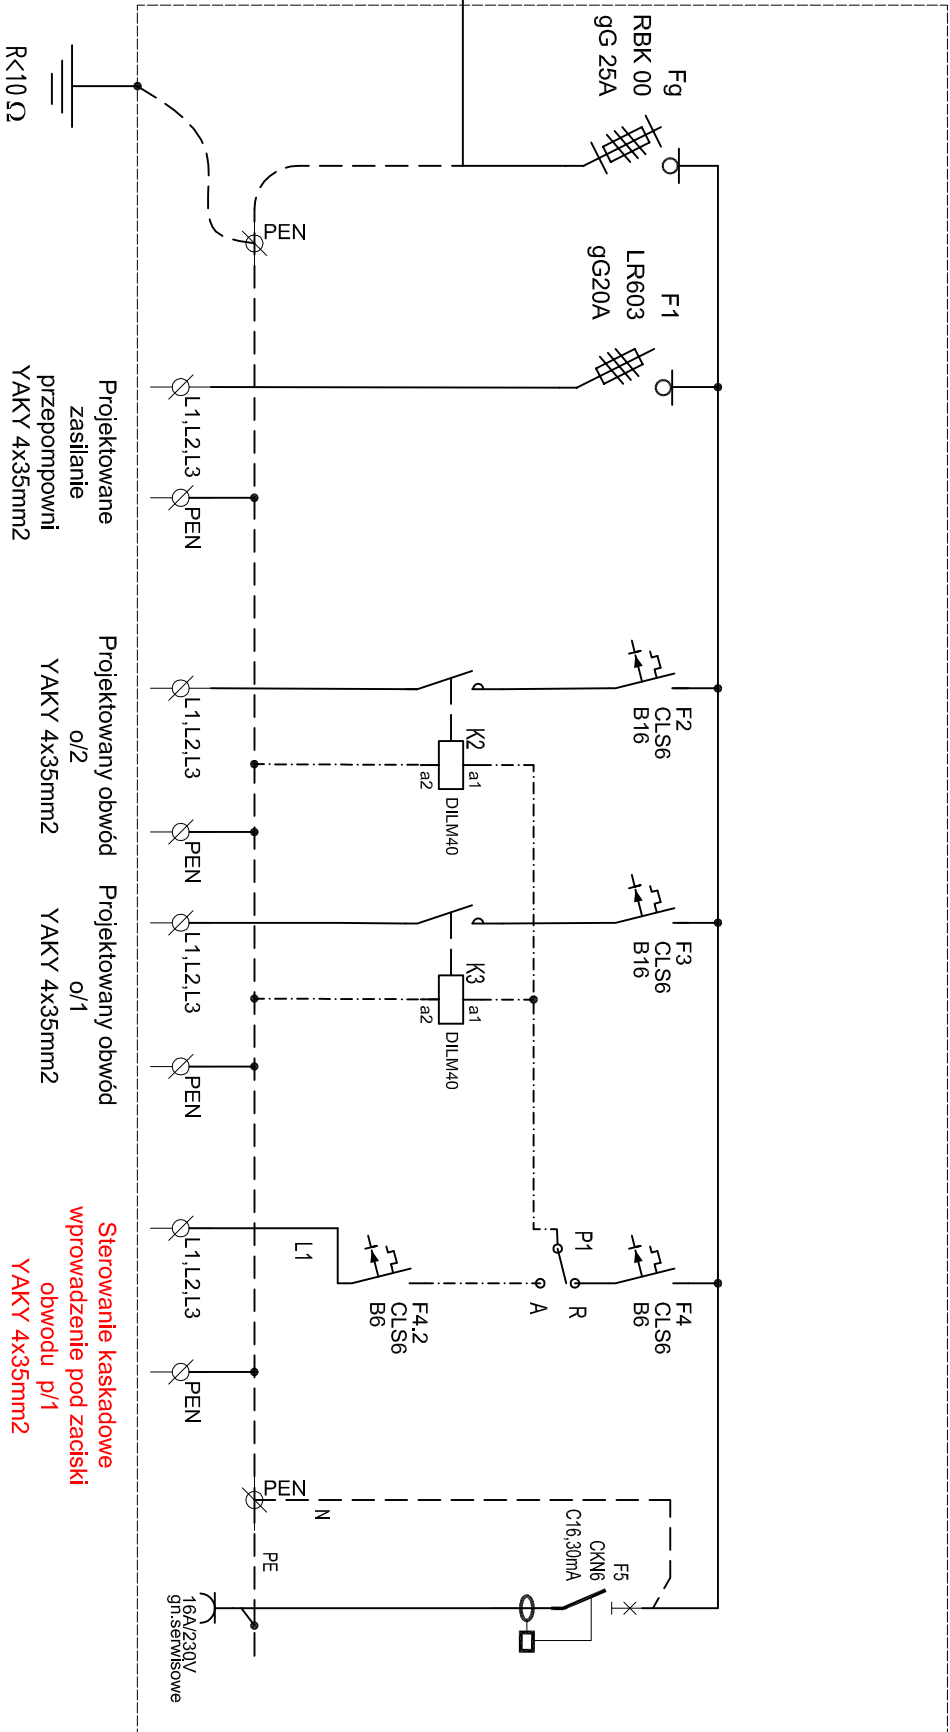 Fg
RBK 00
gG 25A
R<10 Ω
PEN
F1
LR603
gG20A
L1,L2,L3
PEN
Projektowane
zasilanie
przepompowni
YAKY 4x35mm2
F2
CLS6
B16
K2
a1
a2
DILM40
L1,L2,L3
PEN
Projektowany obwód
o/2
YAKY 4x35mm2
F3
CLS6
B16
K3
a1
a2
DILM40
L1,L2,L3
PEN
Projektowany obwód
o/1
YAKY 4x35mm2
F4
CLS6
B6
P1
R
A
F4.2
CLS6
B6
L1
L1,L2,L3
PEN
Sterowanie kaskadowe
wprowadzenie pod zaciski
obwodu p/1
YAKY 4x35mm2
PEN
N
PE
F5
CKN6
C16,30mA
16A/230V
gn.serwisowe